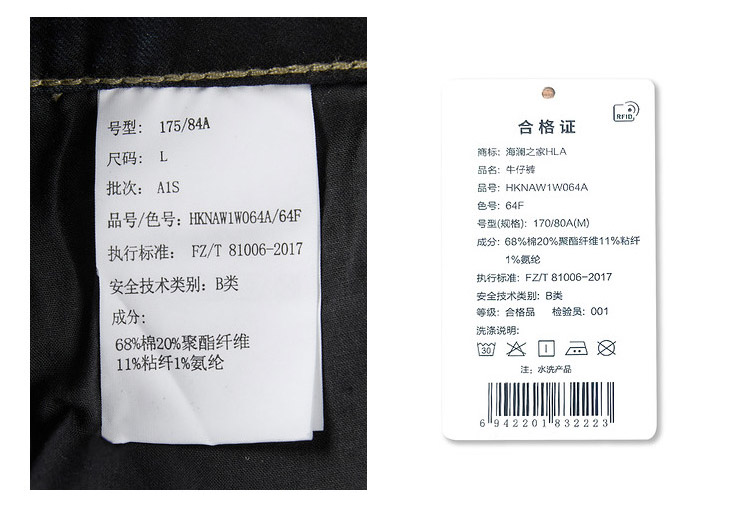 号型: 175/84A
尺码: L
批次: A1S
品号/色号: HKNAW1W064A/64F
执行标准: FZ/T 81006-2017
安全技术类别: B类
成分:
68%棉20%聚酯纤维
11%粘纤1%氨纶
RFID
合格证
商标: 海澜之家HLA
品名: 牛仔裤
品号: HKNAW1W064A
色号: 64F
号型(规格): 170/80A(M)
成分: 68%棉20%聚酯纤维11%粘纤
1%氨纶
执行标准: FZ/T 81006-2017
安全技术类别: B类
等级: 合格品 检验员: 001
洗涤说明:
30
注: 水洗产品
6942201832223